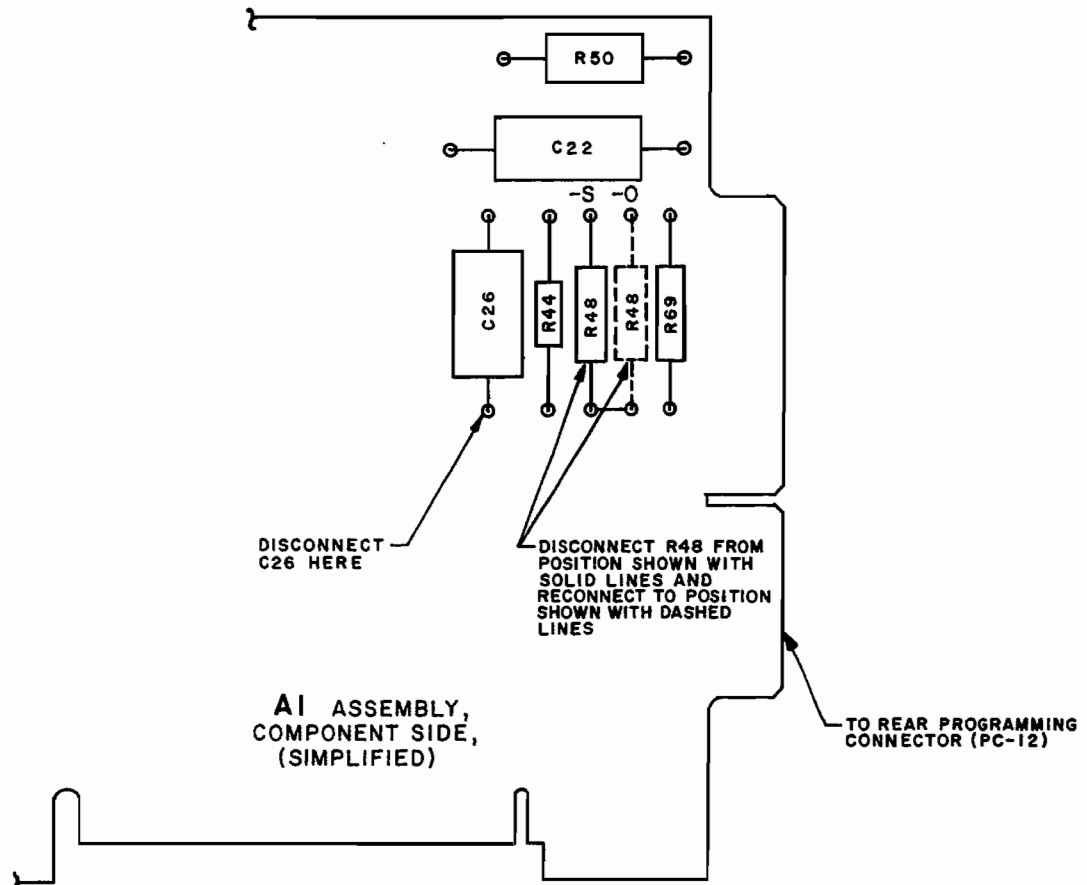 R50
C22
-S -O
C26
R44
R48
R48
R69
DISCONNECT
C26 HERE
DISCONNECT R48 FROM
POSITION SHOWN WITH
SOLID LINES AND
RECONNECT TO POSITION
SHOWN WITH DASHED
LINES
A1 ASSEMBLY,
COMPONENT SIDE,
(SIMPLIFIED)
TO REAR PROGRAMMING
CONNECTOR (PC-12)